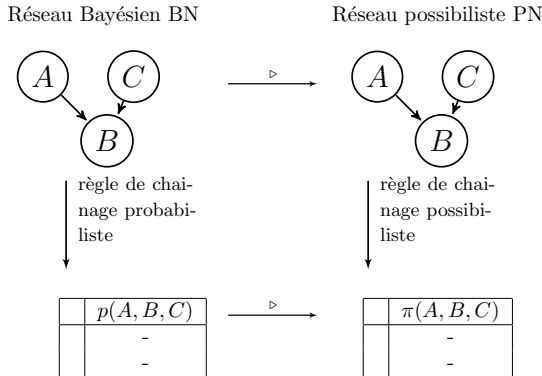 Réseau Bayésien BN
Réseau possibiliste PN
A
C
▷
A
C
B
B
règle de chai-
nage probabi-
liste
règle de chai-
nage possibi-
liste
p(A, B, C)
▷
π(A, B, C)
-
-
-
-